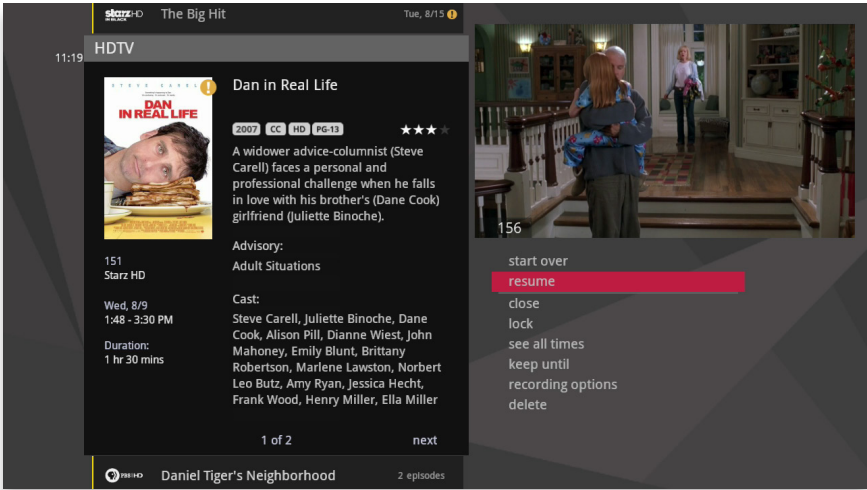 starz HD
IN BLACK
The Big Hit
Tue, 8/15
11:19
HDTV
STEVE CARELL
DAN
IN REAL LIFE
Dan in Real Life
2007 CC HD PG-13
A widower advice-columnist (Steve
Carell) faces a personal and
professional challenge when he falls
in love with his brother's (Dane Cook)
girlfriend (Juliette Binoche).
Advisory:
Adult Situations
Cast:
Steve Carell, Juliette Binoche, Dane
Cook, Alison Pill, Dianne Wiest, John
Mahoney, Emily Blunt, Brittany
Robertson, Marlene Lawston, Norbert
Leo Butz, Amy Ryan, Jessica Hecht,
Frank Wood, Henry Miller, Ella Miller
151
Starz HD
Wed, 8/9
1:48 - 3:30 PM
Duration:
1 hr 30 mins
1 of 2
next
156
start over
resume
close
lock
see all times
keep until
recording options
delete
PBS HD
Daniel Tiger's Neighborhood
2 episodes